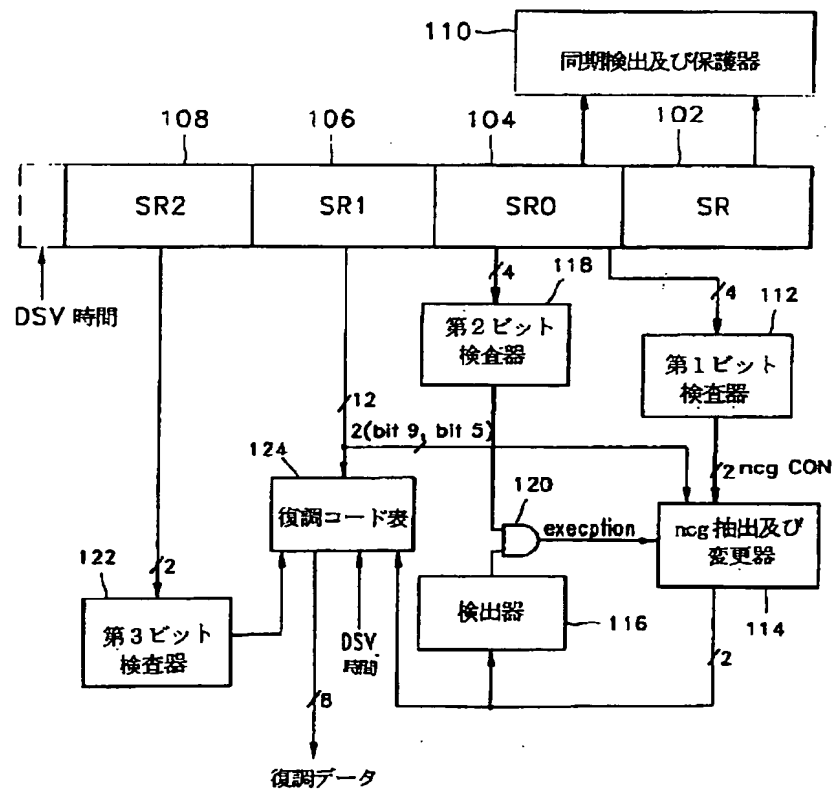 110
同期検出及び保護器
108
106
104
102
SR2
SR1
SR0
SR
DSV 時間
4
118
第2ビット
検査器
4
112
第1ビット
検査器
12
2(bit 9, bit 5)
2 ncg CON
124
復調コード表
120
execption
ncg 抽出及び
変更器
114
122
2
第3ビット
検査器
DSV
時間
検出器
116
2
8
復調データ